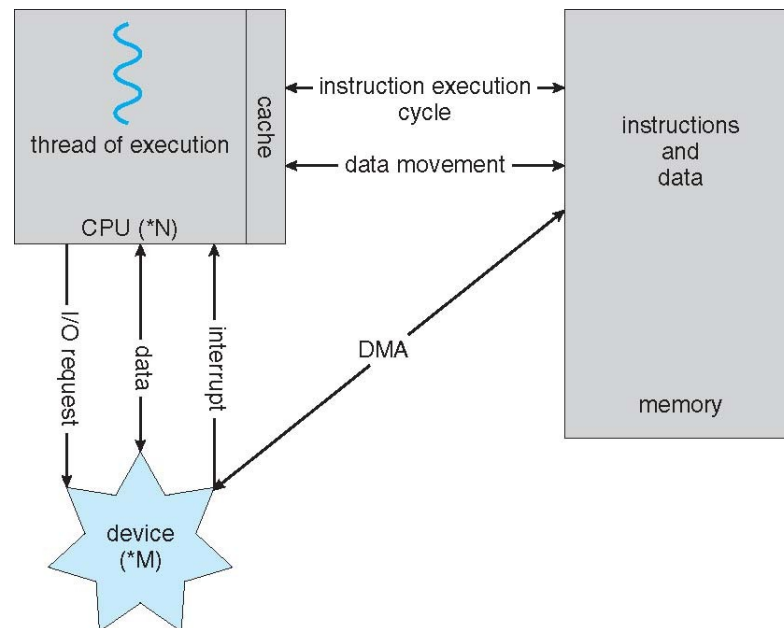 thread of execution
cache
CPU (*N)
instruction execution
cycle
data movement
instructions
and
data
memory
I/O request
data
interrupt
DMA
device
(*M)